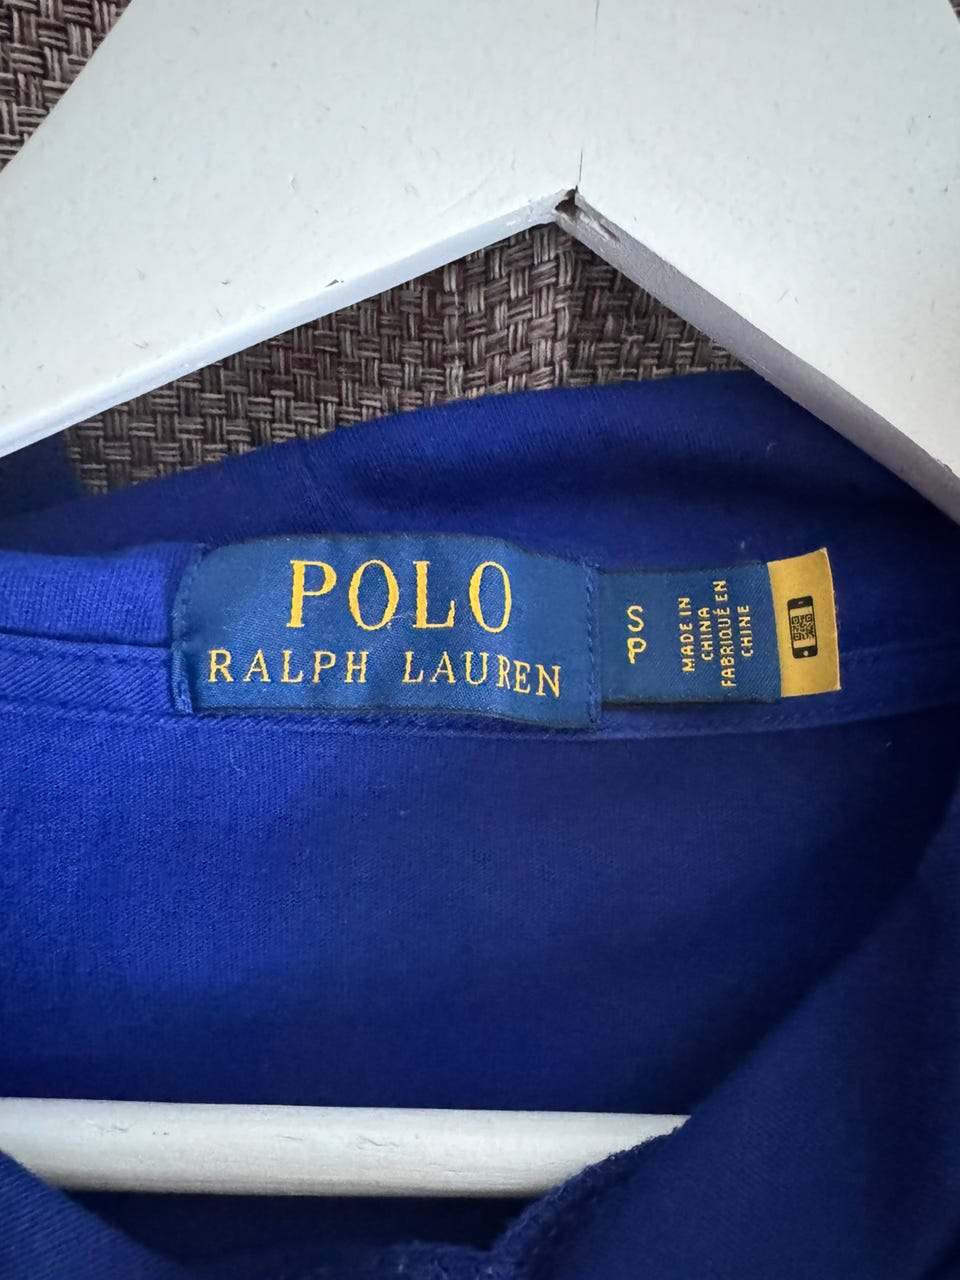 POLO
RALPH LAUREN
S
P
MADE IN
CHINA
FABRIQUÉ EN
CHINE